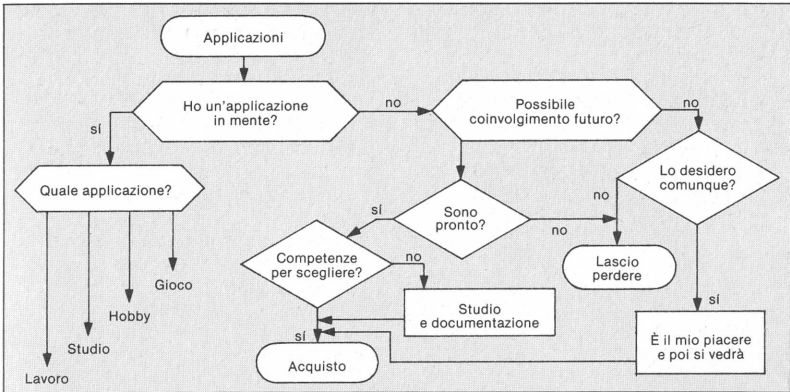 Applicazioni
Ho un'applicazione
in mente?
no
Possibile
coinvolgimento futuro?
no
sí
Quale applicazione?
Lo desidero
comunque?
no
Sono
pronto?
sí
no
Competenze
per scegliere?
no
Lascio
perdere
Gioco
Hobby
Studio
Lavoro
Studio
e documentazione
sí
sí
È il mio piacere
e poi si vedrà
Acquisto